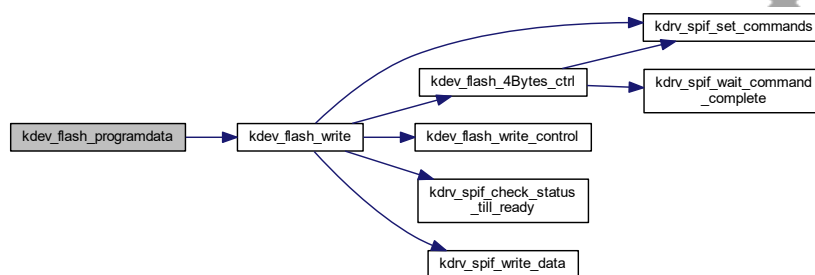 kdrv_spif_set_commands
kdev_flash_4Bytes_ctrl
kdrv_spif_wait_command
_complete
kdev_flash_programdata
kdev_flash_write
kdev_flash_write_control
kdrv_spif_check_status
_till_ready
kdrv_spif_write_data